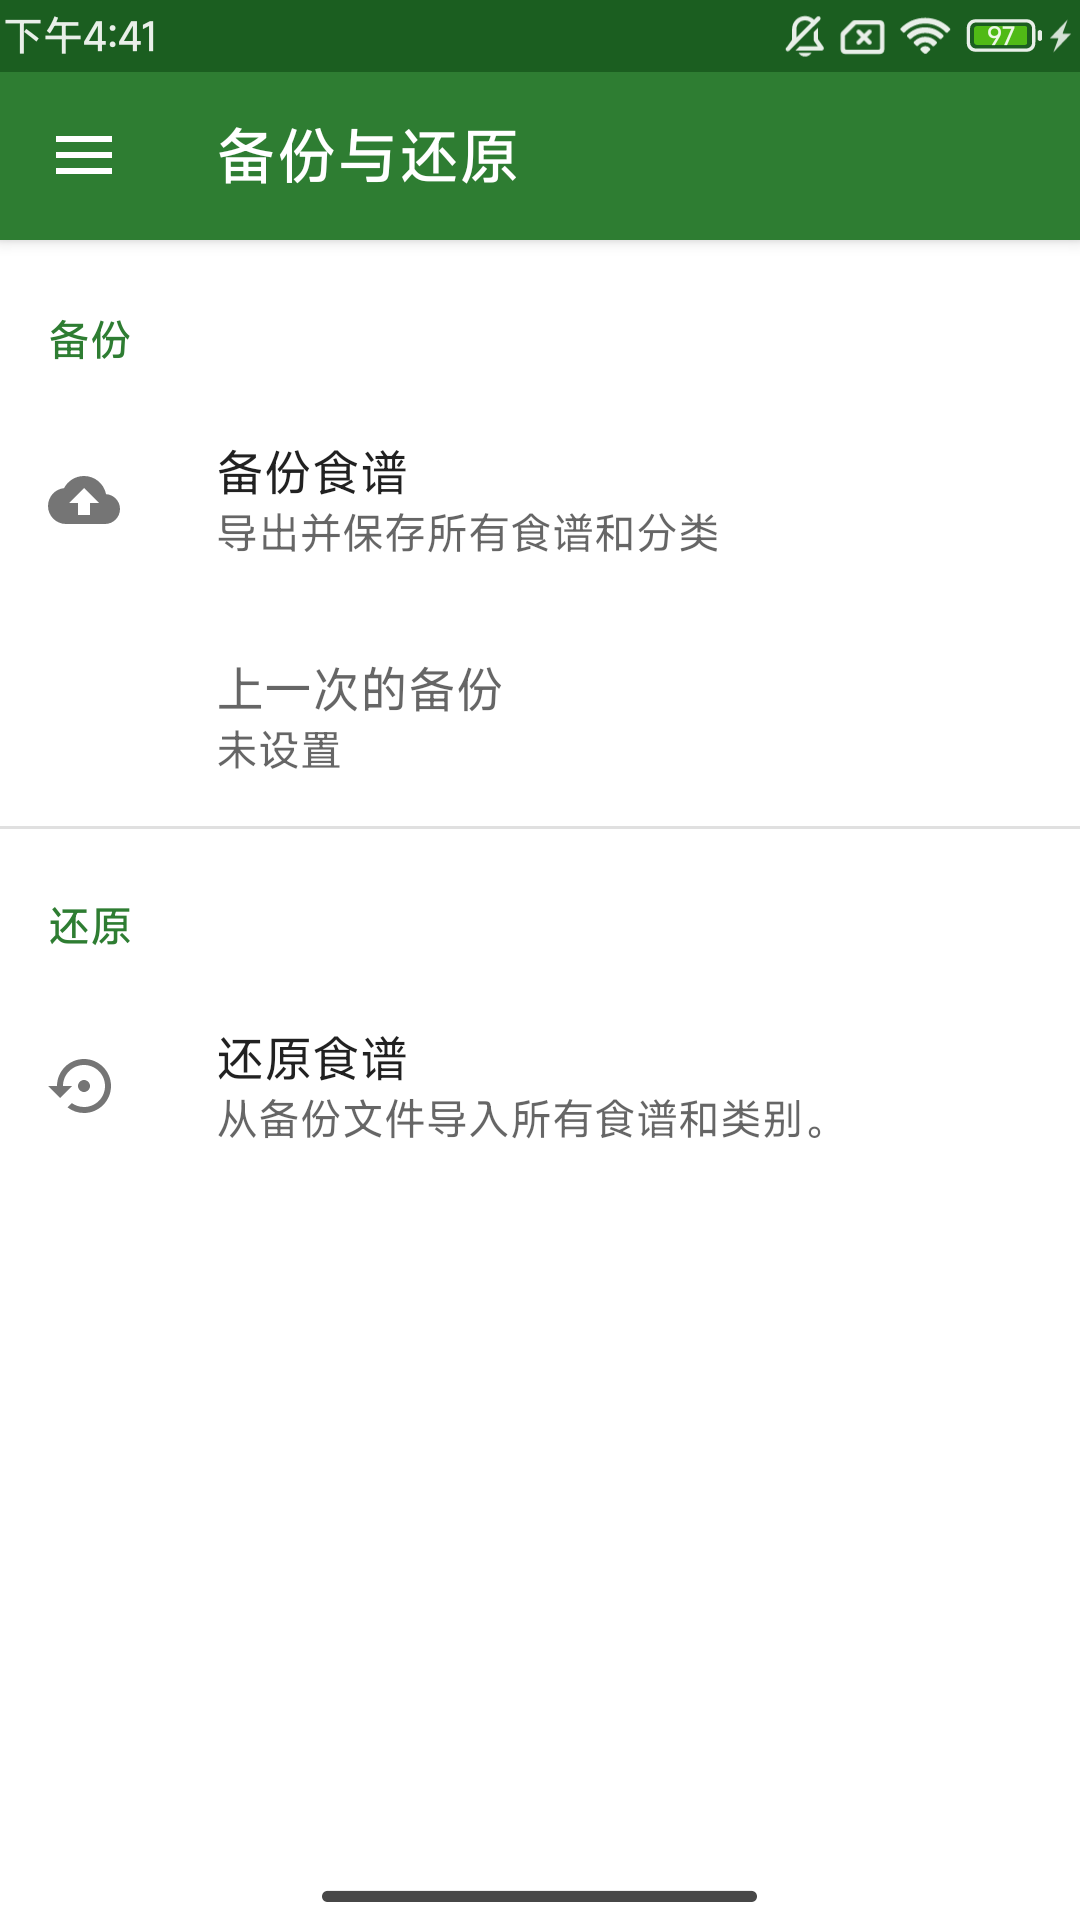 下午4:41
97
备份与还原
备份
备份食谱
导出并保存所有食谱和分类
上一次的备份
未设置
还原
还原食谱
从备份文件导入所有食谱和类别。